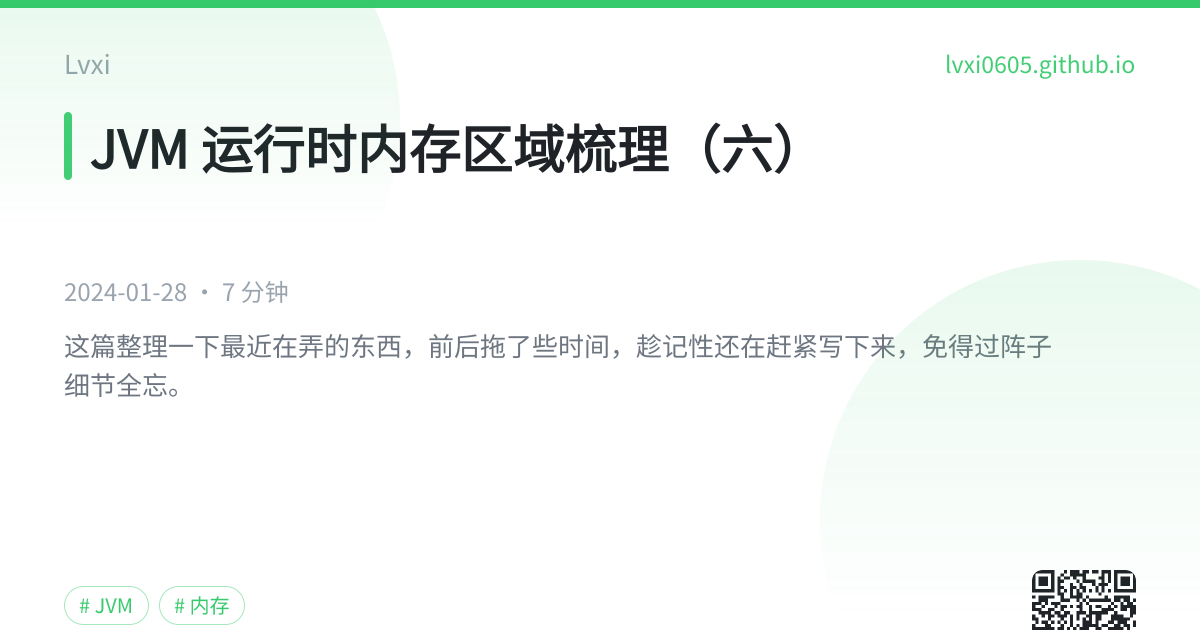 Lvxi
lvxi0605.github.io
JVM 运行时内存区域梳理（六）
2024-01-28 · 7 分钟
这篇整理一下最近在弄的东西，前后拖了些时间，趁记性还在赶紧写下来，免得过阵子
细节全忘。
# JVM
# 内存